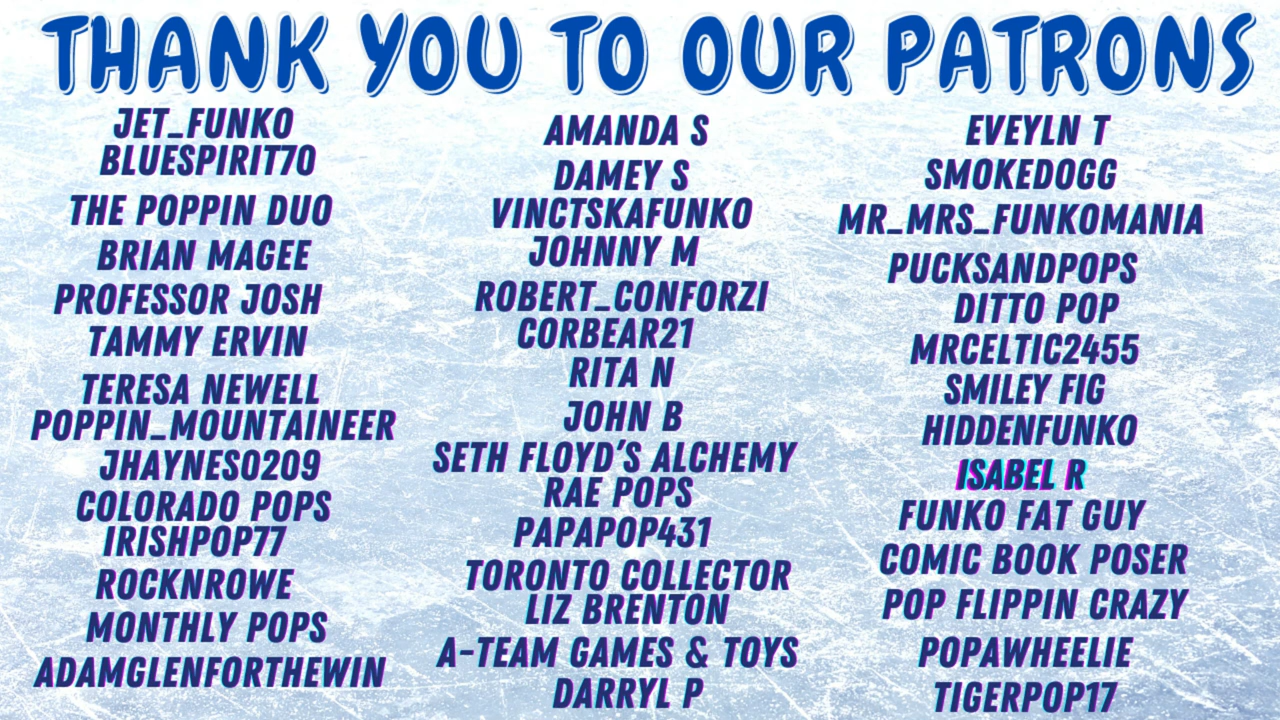 THANK YOU TO OUR PATRONS
JET_FUNKO
BLUESPIRIT70
THE POPPIN DUO
BRIAN MAGEE
PROFESSOR JOSH
TAMMY ERVIN
TERESA NEWELL
POPPIN_MOUNTAINEER
JHAYNES0209
COLORADO POPS
IRISHPOP77
ROCKNROWE
MONTHLY POPS
ADAMGLENFORTHEWIN
AMANDA S
DAMEY S
VINCTSKAFUNKO
JOHNNY M
ROBERT_CONFORZI
CORBEAR21
RITA N
JOHN B
SETH FLOYD'S ALCHEMY
RAE POPS
PAPAPOP431
TORONTO COLLECTOR
LIZ BRENTON
A-TEAM GAMES & TOYS
DARRYL P
EVEYLN T
SMOKEDOGG
MR_MRS_FUNKOMANIA
PUCKSANDPOPS
DITTO POP
MRCELTIC2455
SMILEY FIG
HIDDENFUNKO
ISABEL R
FUNKO FAT GUY
COMIC BOOK POSER
POP FLIPPIN CRAZY
POPAWHEELIE
TIGERPOP17